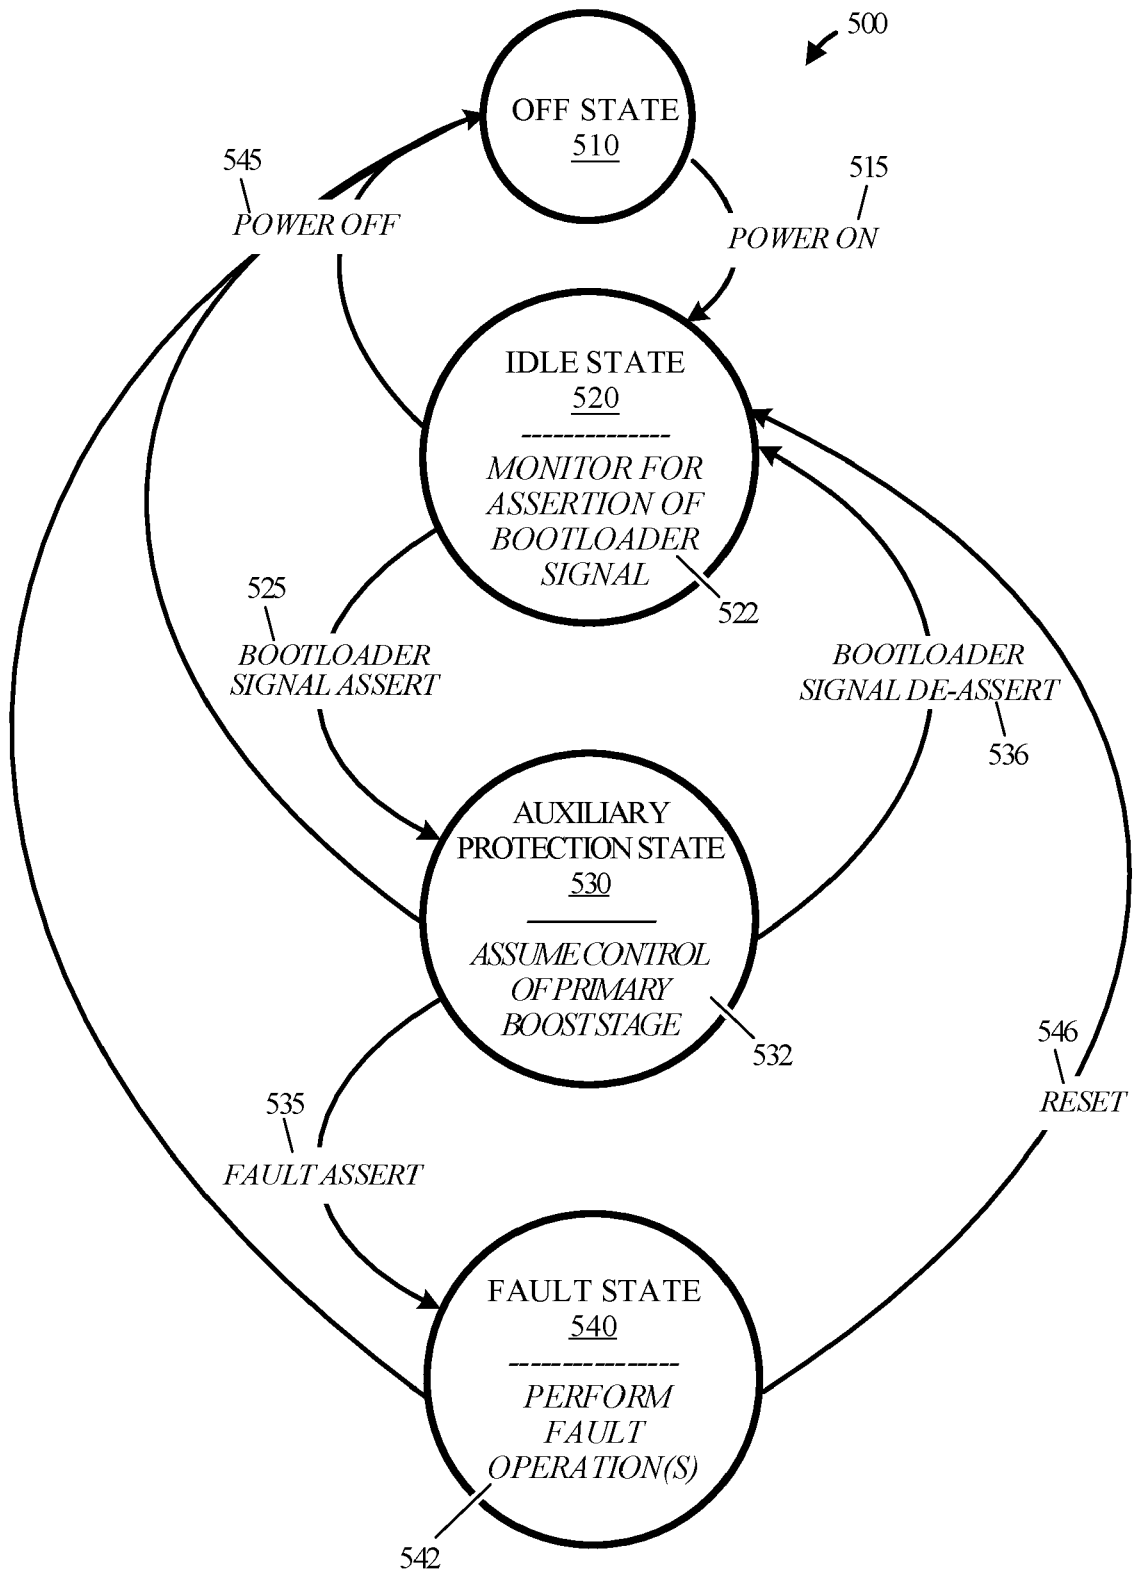 500
OFF STATE
510
545
515
POWER OFF
POWER ON
IDLE STATE
520
--------------
MONITOR FOR
ASSERTION OF
BOOTLOADER
SIGNAL
522
525
BOOTLOADER
SIGNAL ASSERT
BOOTLOADER
SIGNAL DE-ASSERT
536
AUXILIARY
PROTECTION STATE
530
ASSUME CONTROL
OF PRIMARY
BOOST STAGE
532
546
RESET
535
FAULT ASSERT
FAULT STATE
540
----------------
PERFORM
FAULT
OPERATION(S)
542